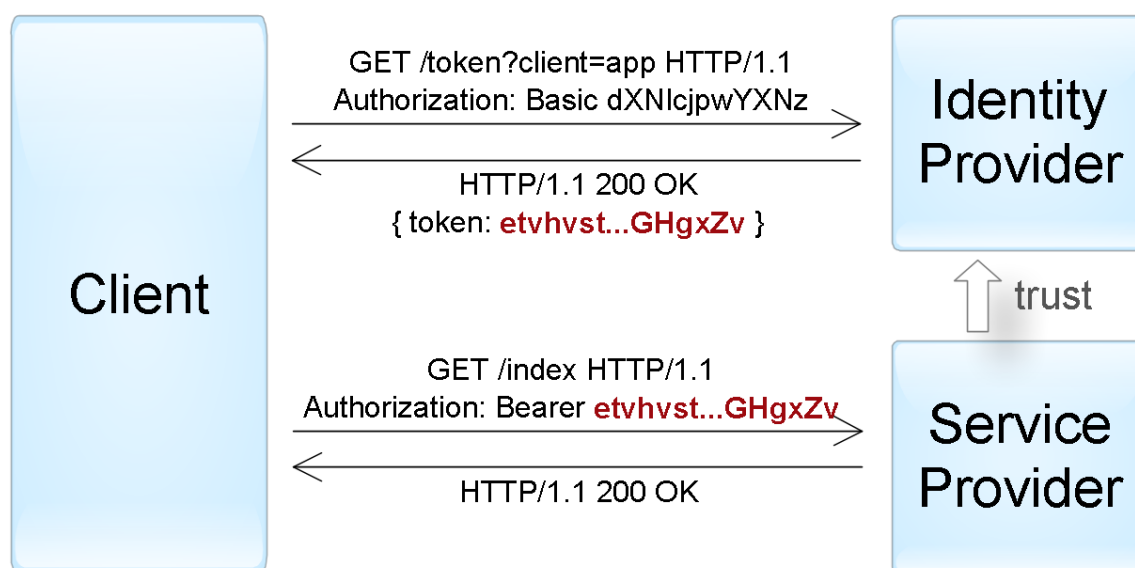 GET /token?client=app HTTP/1.1
Authorization: Basic dXNlcjpwYXNz
HTTP/1.1 200 OK
{ token: etvhvst...GHgxZv }
Identity
Provider
Client
trust
GET /index HTTP/1.1
Authorization: Bearer etvhvst...GHgxZv
HTTP/1.1 200 OK
Service
Provider